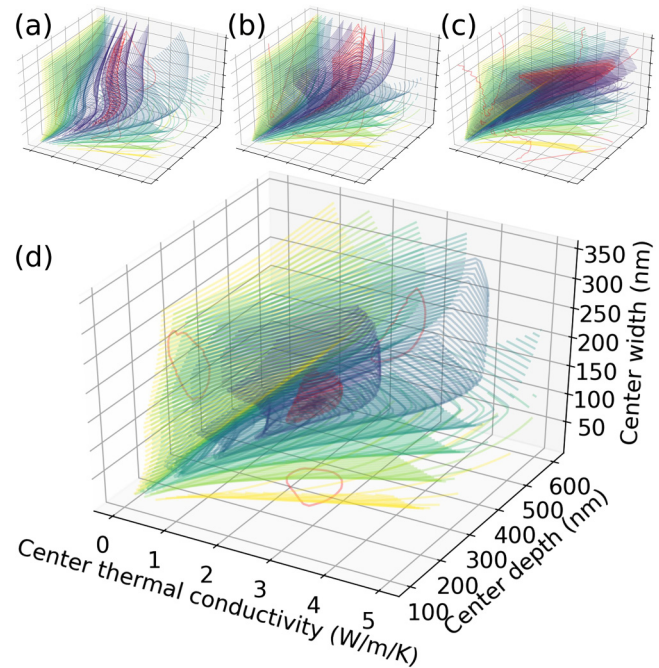 (a)
(b)
(c)
(d)
350
300
250
200
150
100
50
Center width (nm)
600
500
400
300
200
100
Center depth (nm)
0
1
2
3
4
5
Center thermal conductivity (W/m/K)